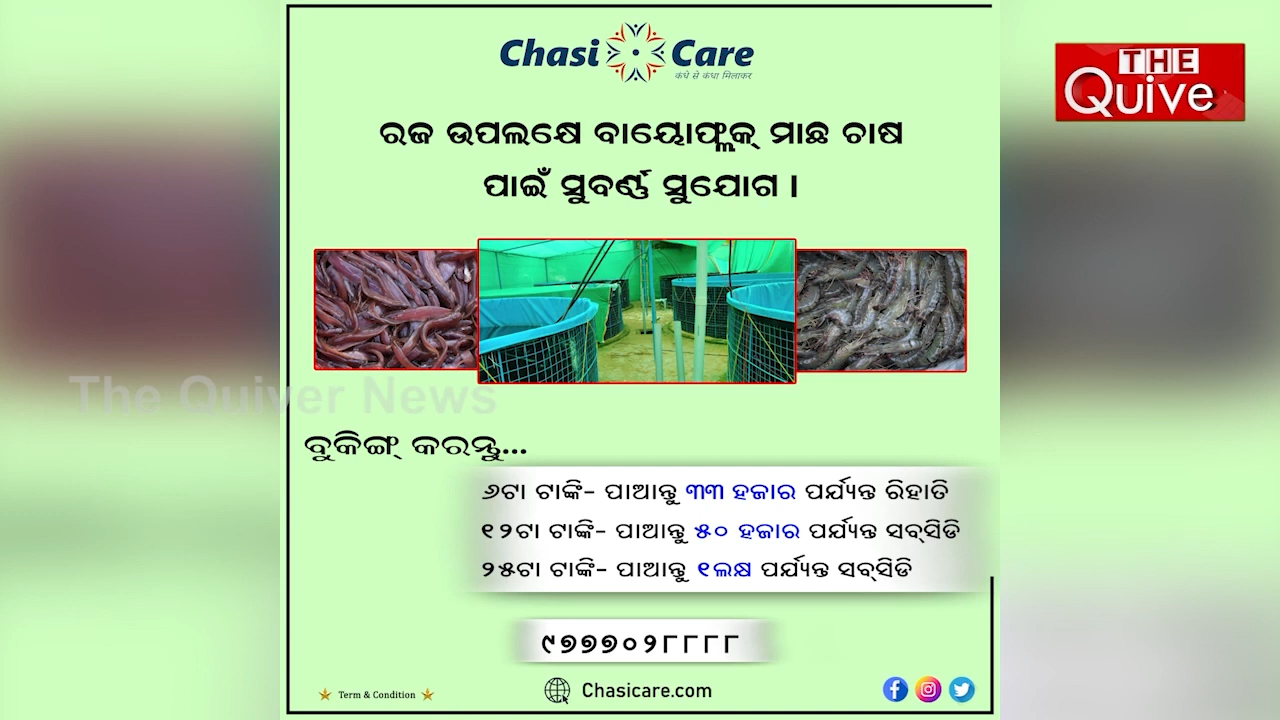 Chasi Care
कंधे से कंधा मिलाकर
THE
Quive
ରଜ ଉପଲକ୍ଷେ ବାୟୋଫ୍ଲକ୍ ମାଛ ଚାଷ
ପାଇଁ ସୁବର୍ଣ୍ଣ ସୁଯୋଗ ।
The Quiver News
ବୁକିଙ୍ଗ୍ କରନ୍ତୁ...
୬ଟା ଟାଙ୍କି- ପାଆନ୍ତୁ ୩୩ ହଜାର ପର୍ଯ୍ୟନ୍ତ ରିହାତି
୧୨ଟା ଟାଙ୍କି- ପାଆନ୍ତୁ ୫୦ ହଜାର ପର୍ଯ୍ୟନ୍ତ ସବ୍‌ସିଡି
୨୫ଟା ଟାଙ୍କି- ପାଆନ୍ତୁ ୧ଲକ୍ଷ ପର୍ଯ୍ୟନ୍ତ ସବ୍‌ସିଡି
୯୭୭୭୦୨୮୮୮୮
Term & Condition
Chasicare.com